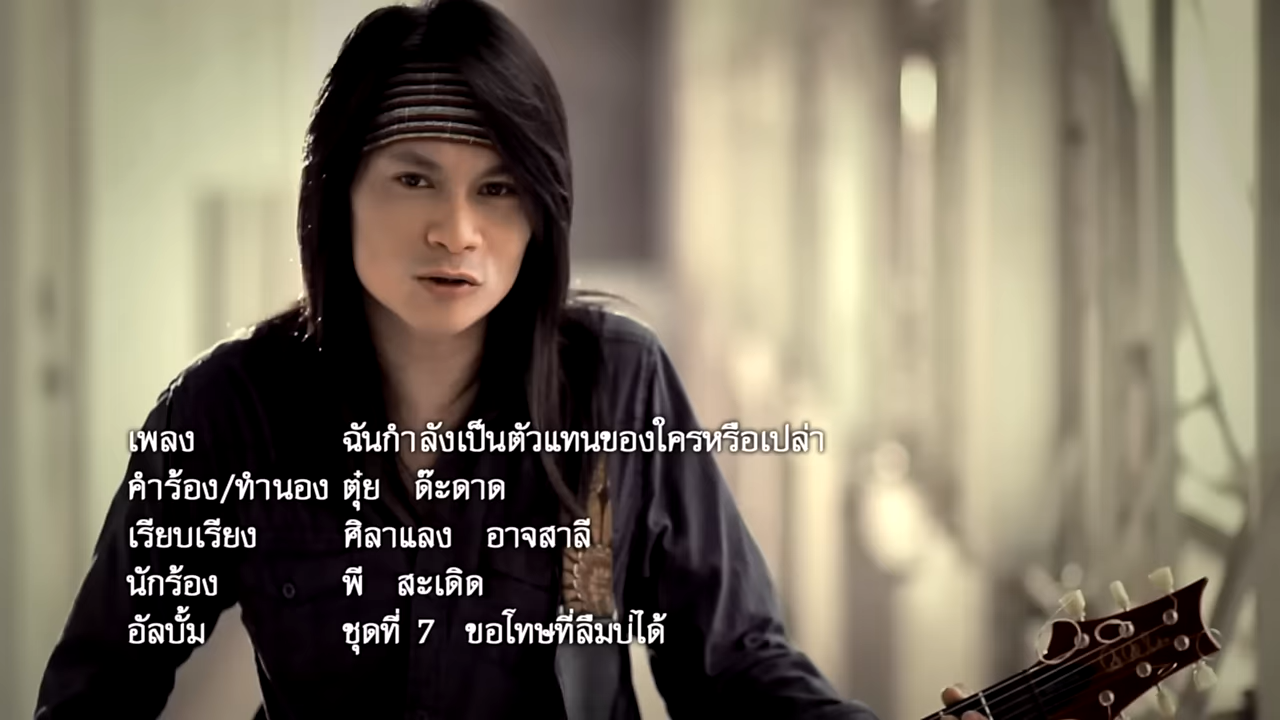 เพลง ฉันกำลังเป็นตัวแทนของใครหรือเปล่า
คำร้อง/ทำนอง ตุ๋ย ด๊ะดาด
เรียบเรียง ศิลาแลง อาจสาลี
นักร้อง พี สะเดิด
อัลบั้ม ชุดที่ 7 ขอโทษที่ลืมบ่ได้